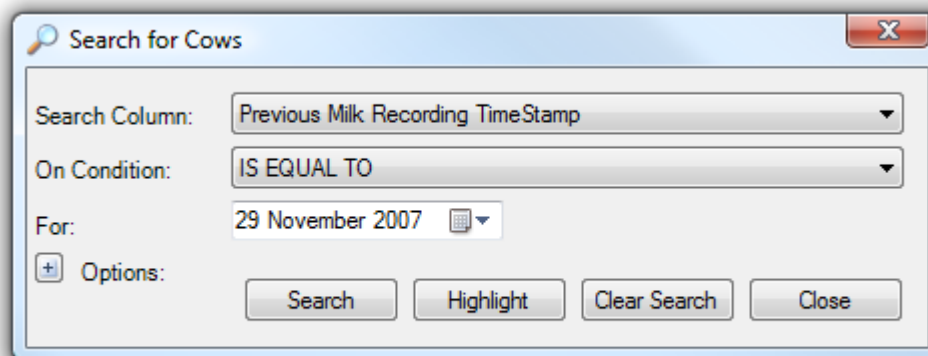 Search for Cows
Search Column: Previous Milk Recording TimeStamp
On Condition: IS EQUAL TO
For: 29 November 2007
Options:
Search Highlight Clear Search Close